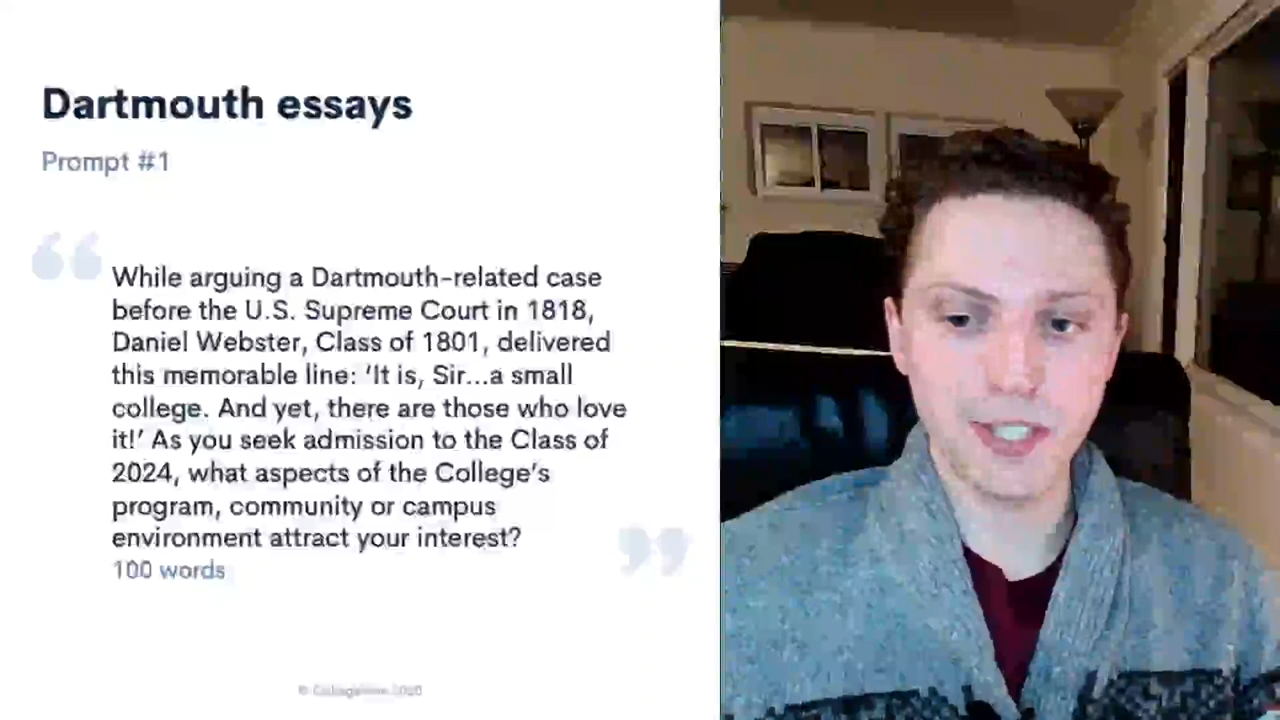 Dartmouth essays
Prompt #1
While arguing a Dartmouth-related case
before the U.S. Supreme Court in 1818,
Daniel Webster, Class of 1801, delivered
this memorable line: ‘It is, Sir...a small
college. And yet, there are those who love
it!’ As you seek admission to the Class of
2024, what aspects of the College’s
program, community or campus
environment attract your interest?
100 words
© CollegeVine 2020